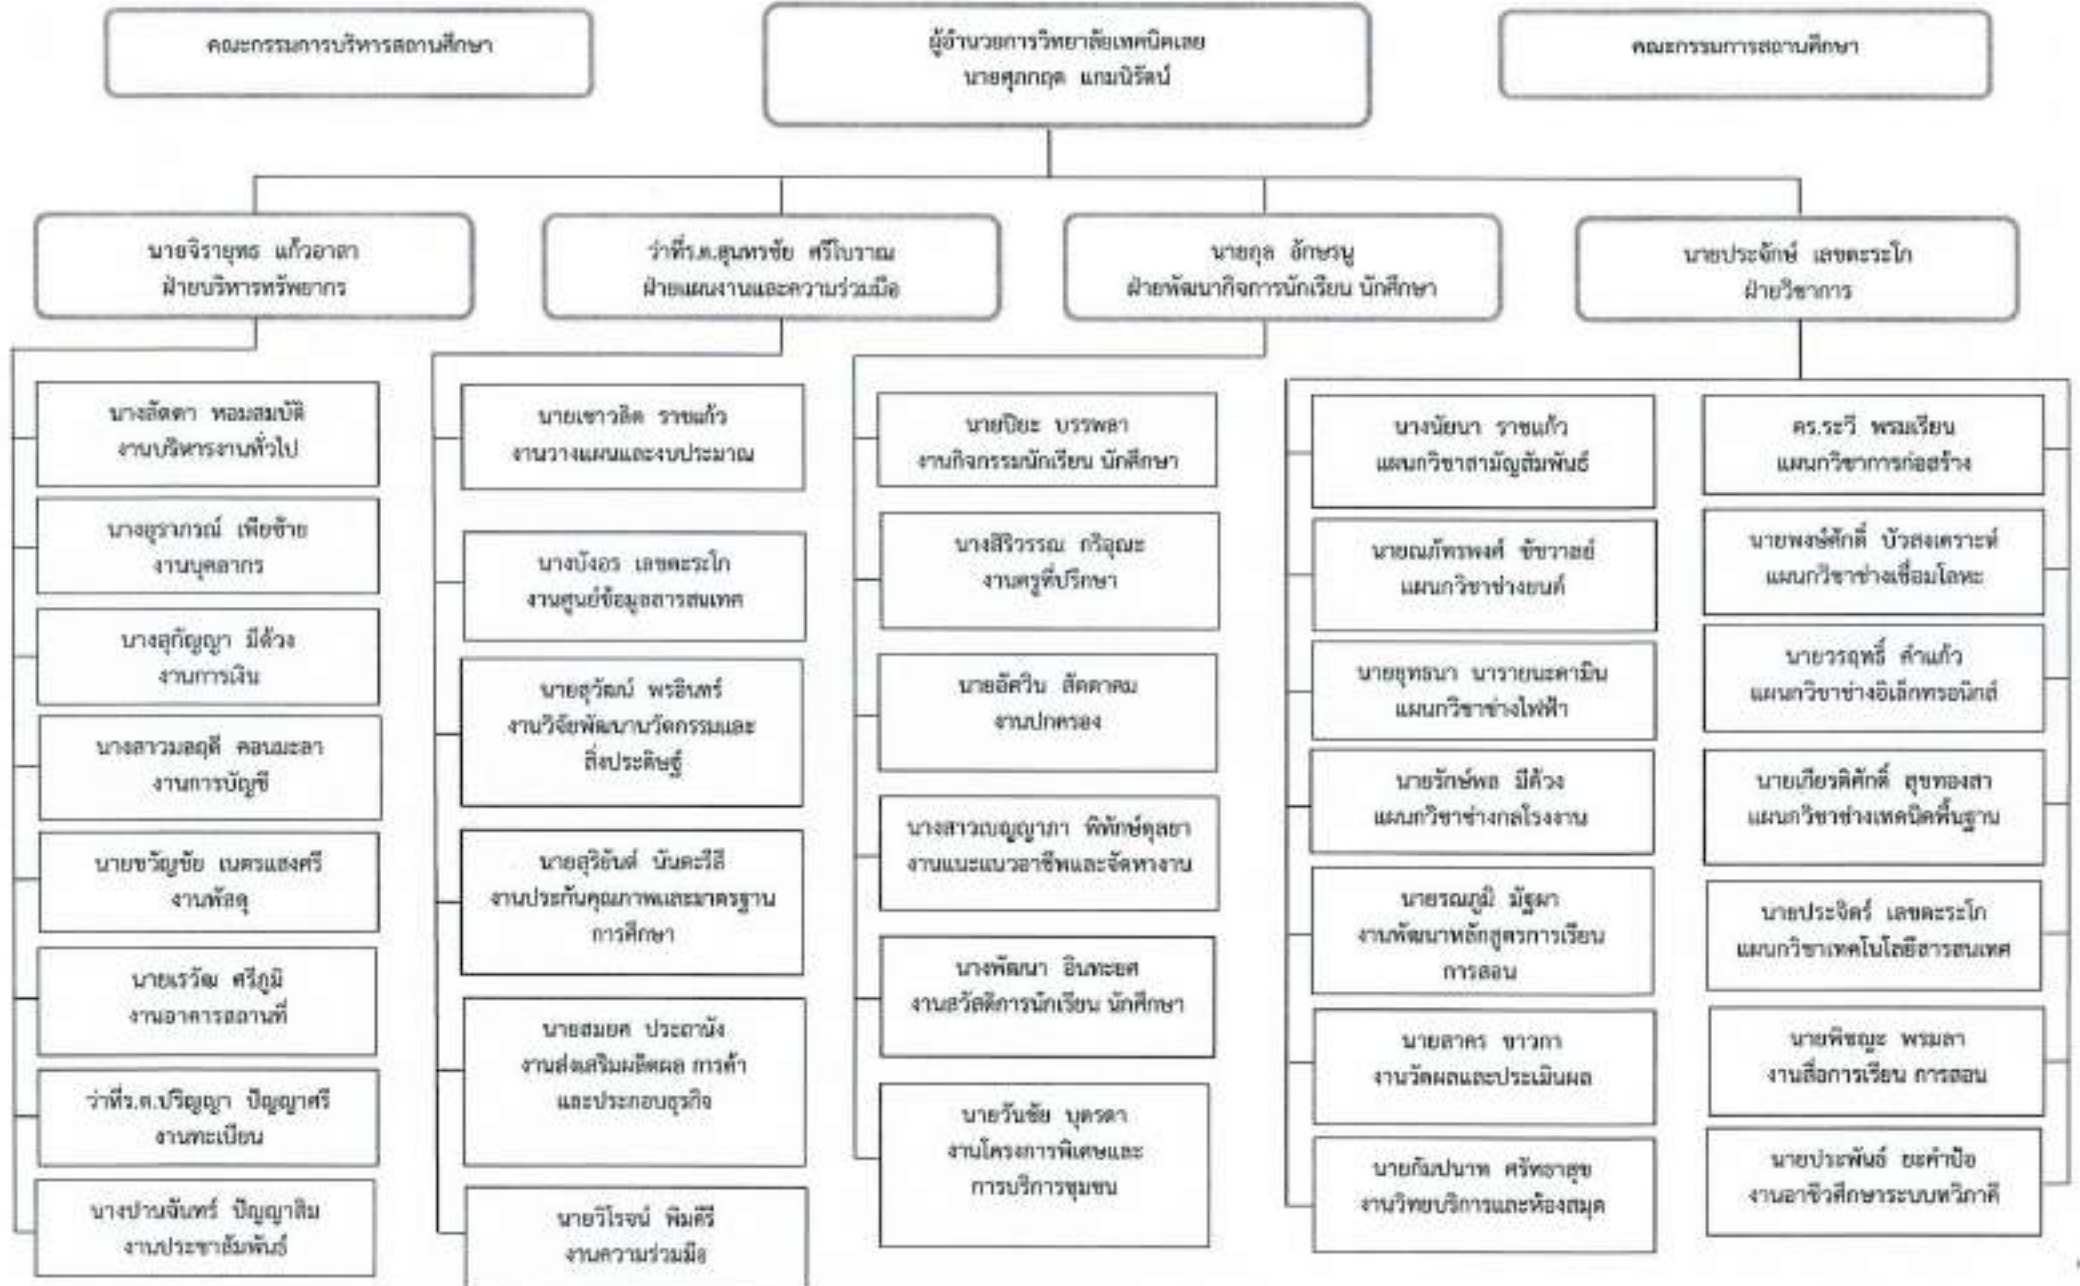 คณะกรรมการบริหารสถานศึกษา
ผู้อำนวยการวิทยาลัยเทคนิคเลย
นายศุภกฤต แกมนิรัตน์
คณะกรรมการสถานศึกษา
นายจิรายุทธ แก้วอาสา
ฝ่ายบริหารทรัพยากร
ว่าที่ร.ต.สุนทรชัย ศรีโบราณ
ฝ่ายแผนงานและความร่วมมือ
นายกุล อักษรนู
ฝ่ายพัฒนากิจการนักเรียน นักศึกษา
นายประจักษ์ เลขตะระโก
ฝ่ายวิชาการ
นางลัดดา หอมสมบัติ
งานบริหารงานทั่วไป
นางอุราภรณ์ เพียซ้าย
งานบุคลากร
นางสุกัญญา มีด้วง
งานการเงิน
นางสาวมลฤดี คอนมะลา
งานการบัญชี
นายขวัญชัย เนตรแสงศรี
งานพัสดุ
นายเรวัฒ ศรีภูมิ
งานอาคารสถานที่
ว่าที่ร.ต.ปริญญา ปัญญาศรี
งานทะเบียน
นางปานจันทร์ ปัญญาสิม
งานประชาสัมพันธ์
นายเชาวลิต ราชแก้ว
งานวางแผนและงบประมาณ
นางบังอร เลขตะระโก
งานศูนย์ข้อมูลสารสนเทศ
นายสุวัฒน์ พรอินทร์
งานวิจัยพัฒนานวัตกรรมและ
สิ่งประดิษฐ์
นายสุริยันต์ นันตะรีสี
งานประกันคุณภาพและมาตรฐาน
การศึกษา
นายสมยศ ประถานัง
งานส่งเสริมผลิตผล การค้า
และประกอบธุรกิจ
นายวิโรจน์ พิมคีรี
งานความร่วมมือ
นายปิยะ บรรพลา
งานกิจกรรมนักเรียน นักศึกษา
นางสิริวรรณ กริอุณะ
งานครูที่ปรึกษา
นายอัศวิน สัตตาคม
งานปกครอง
นางสาวเบญญาภา พิทักษ์ตุลยา
งานแนะแนวอาชีพและจัดหางาน
นางพัฒนา อินทะยศ
งานสวัสดิการนักเรียน นักศึกษา
นายวันชัย บุตรดา
งานโครงการพิเศษและ
การบริการชุมชน
นางนัยนา ราชแก้ว
แผนกวิชาสามัญสัมพันธ์
นายณภัทรพงศ์ ชัชวาลย์
แผนกวิชาช่างยนต์
นายยุทธนา นารายนะคามิน
แผนกวิชาช่างไฟฟ้า
นายรักษ์พล มีด้วง
แผนกวิชาช่างกลโรงงาน
นายรณภูมิ มัฐผา
งานพัฒนาหลักสูตรการเรียน
การสอน
นายสาคร ขาวกา
งานวัดผลและประเมินผล
นายกัมปนาท ศรัทธาสุข
งานวิทยบริการและห้องสมุด
ดร.ระวี พรมเรียน
แผนกวิชาการก่อสร้าง
นายพงษ์ศักดิ์ บัวสงเคราะห์
แผนกวิชาช่างเชื่อมโลหะ
นายวรฤทธิ์ คำแก้ว
แผนกวิชาช่างอิเล็กทรอนิกส์
นายเกียรติศักดิ์ สุขทองสา
แผนกวิชาช่างเทคนิคพื้นฐาน
นายประจิตร์ เลขตะระโก
แผนกวิชาเทคโนโลยีสารสนเทศ
นายพิชญะ พรมลา
งานสื่อการเรียน การสอน
นายประพันธ์ ยะคำป้อ
งานอาชีวศึกษาระบบทวิภาคี